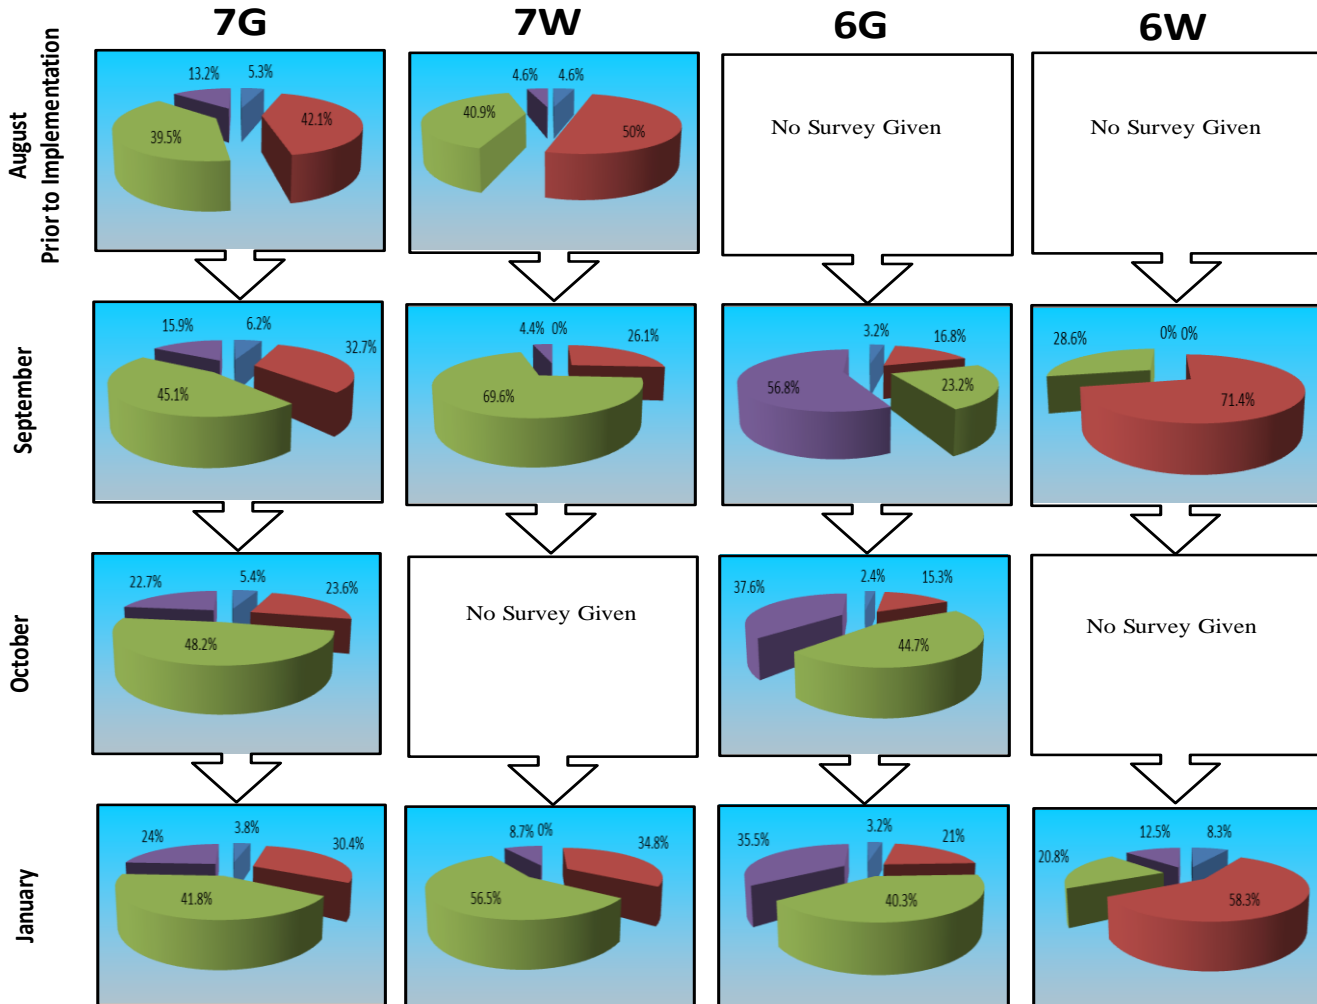 7G 7W 6G 6W
August
Prior to Implementation
13.2% 5.3%
42.1%
39.5%
4.6% 4.6%
40.9%
50%
No Survey Given
No Survey Given
September
15.9% 6.2%
32.7%
45.1%
4.4% 0%
26.1%
69.6%
3.2%
16.8%
56.8%
23.2%
0% 0%
28.6%
71.4%
October
22.7% 5.4% 23.6%
48.2%
No Survey Given
37.6% 2.4% 15.3%
44.7%
No Survey Given
January
24% 3.8% 30.4%
41.8%
8.7% 0% 34.8%
56.5%
35.5% 3.2% 21%
40.3%
12.5% 8.3%
20.8%
58.3%